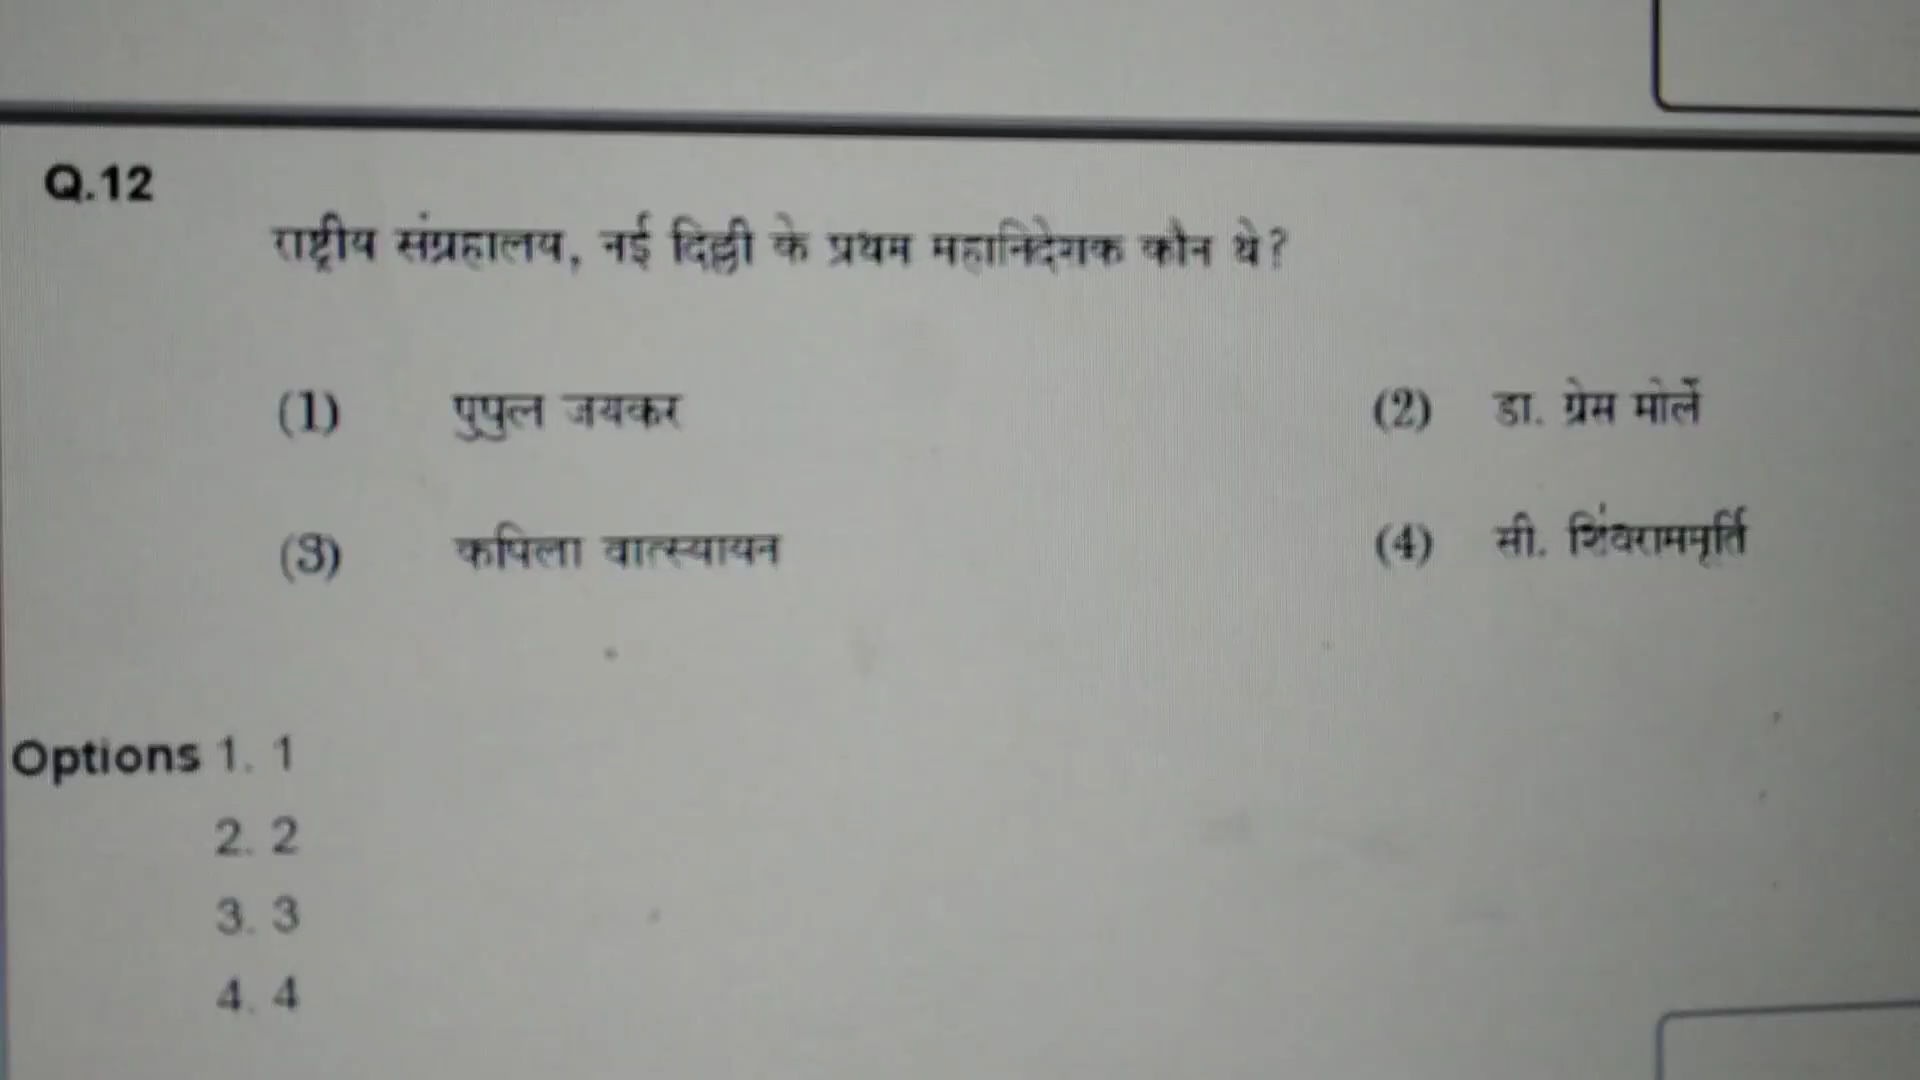 Q.12
राष्ट्रीय संग्रहालय, नई दिल्ली के प्रथम महानिदेशक कौन थे?
(1) पुपुल जयकर (2) डा. ग्रेस मोर्ले
(3) कपिला वात्स्यायन (4) सी. शिंवराममूर्ति
Options 1. 1
2. 2
3. 3
4. 4